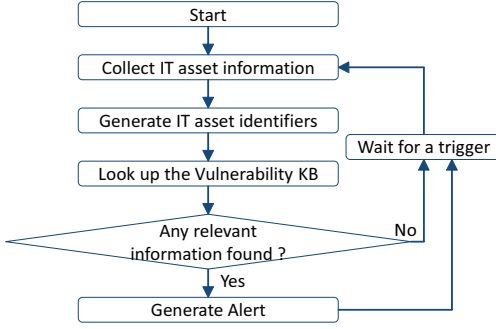 Start
Collect IT asset information
Generate IT asset identifiers
Wait for a trigger
Look up the Vulnerability KB
Any relevant
information found ?
No
Yes
Generate Alert